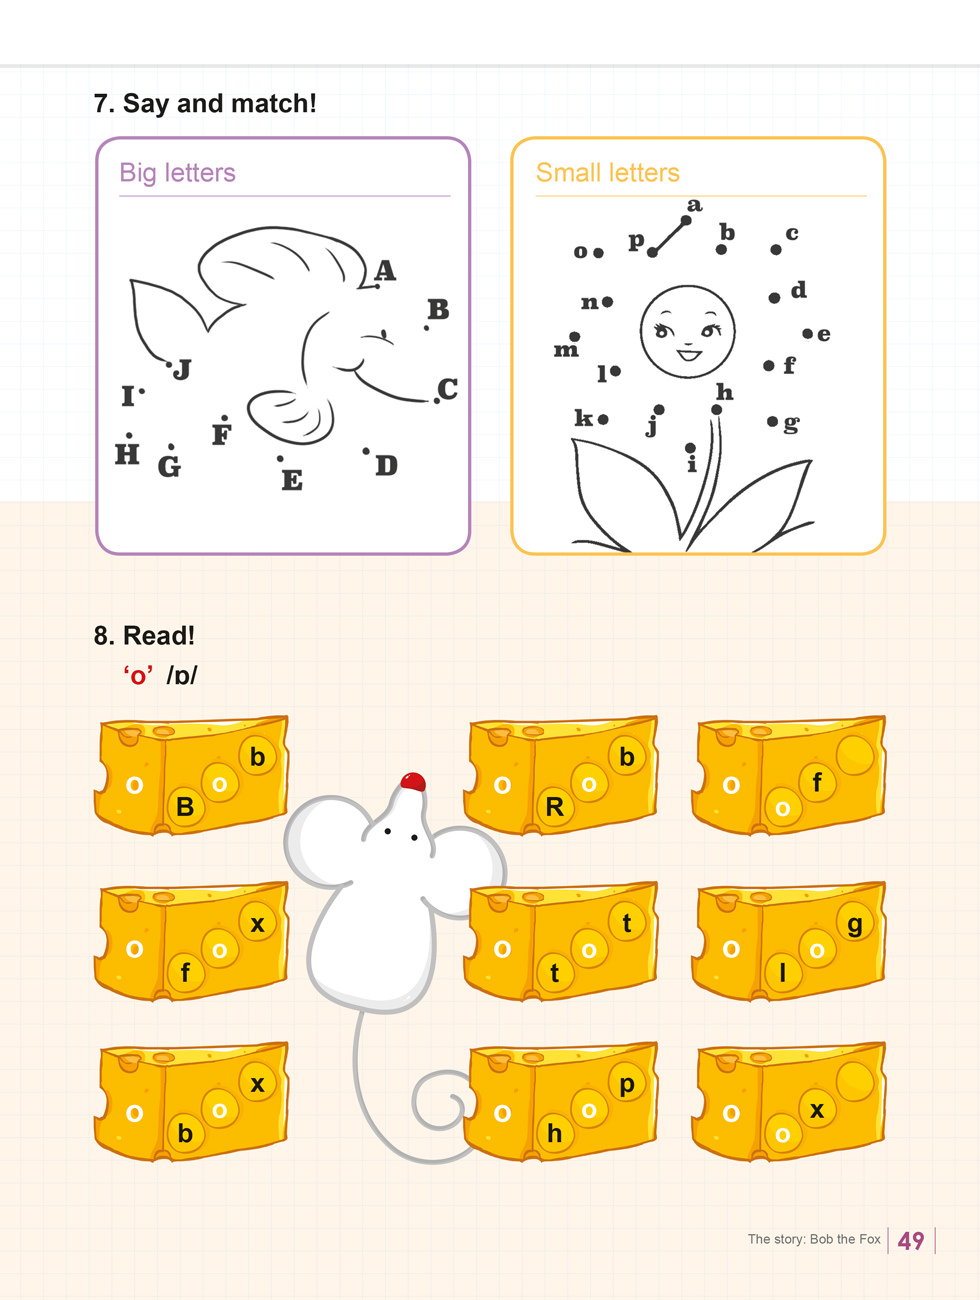 7. Say and match!
Big letters
A
B
C
J
I
F
H
G
D
E
Small letters
a
p
b
c
o
d
n
e
m
l
f
h
k
j
g
i
8. Read!
‘o’ /ɒ/
o B o b
o R o b
o o f
o f o x
o t o t
o l o g
o b o x
o h o p
o o x
The story: Bob the Fox 49